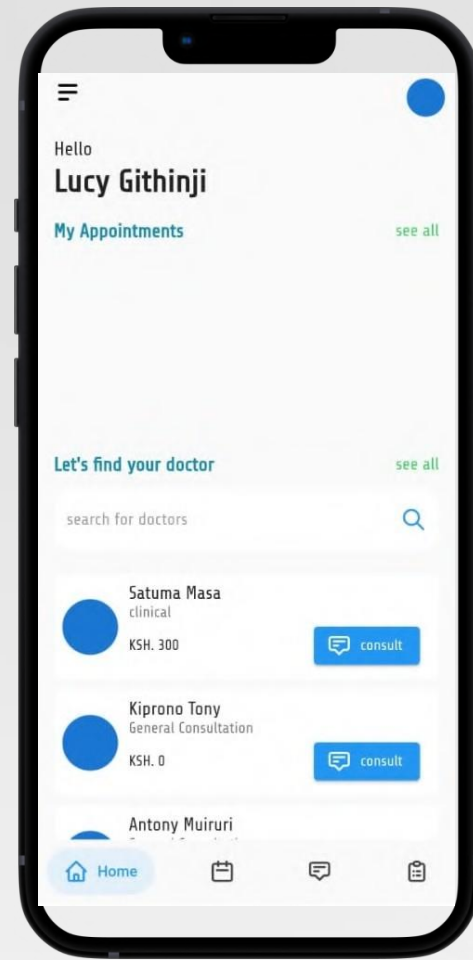 Hello
Lucy Githinji
My Appointments see all
Let's find your doctor see all
search for doctors
Satuma Masa
clinical
KSH. 300 consult
Kiprono Tony
General Consultation
KSH. 0 consult
Antony Muiruri
Home